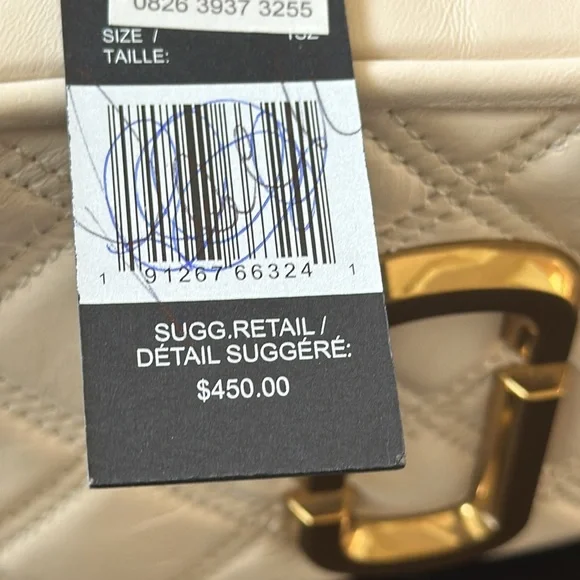 0826 3937 3255
SIZE /
TAILLE:
1 91267 66324 1
SUGG.RETAIL /
DÉTAIL SUGGÉRÉ:
$450.00